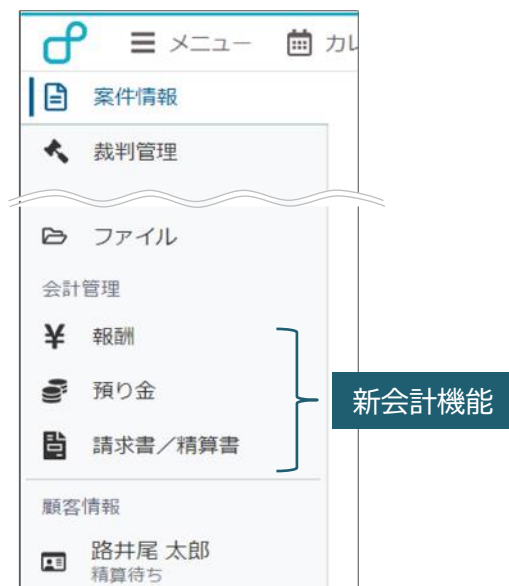 メニュー カレ
案件情報
裁判管理
ファイル
会計管理
報酬
預り金
請求書／精算書
新会計機能
顧客情報
路井尾 太郎
精算待ち